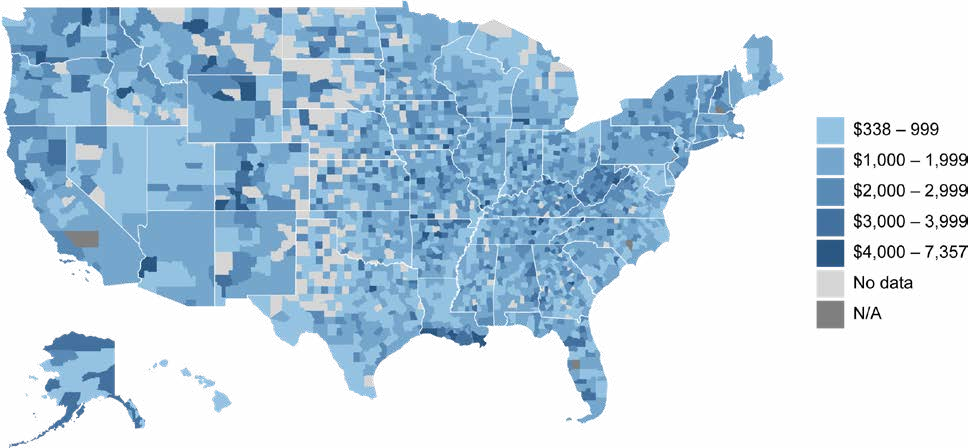 $338 – 999
$1,000 – 1,999
$2,000 – 2,999
$3,000 – 3,999
$4,000 – 7,357
No data
N/A